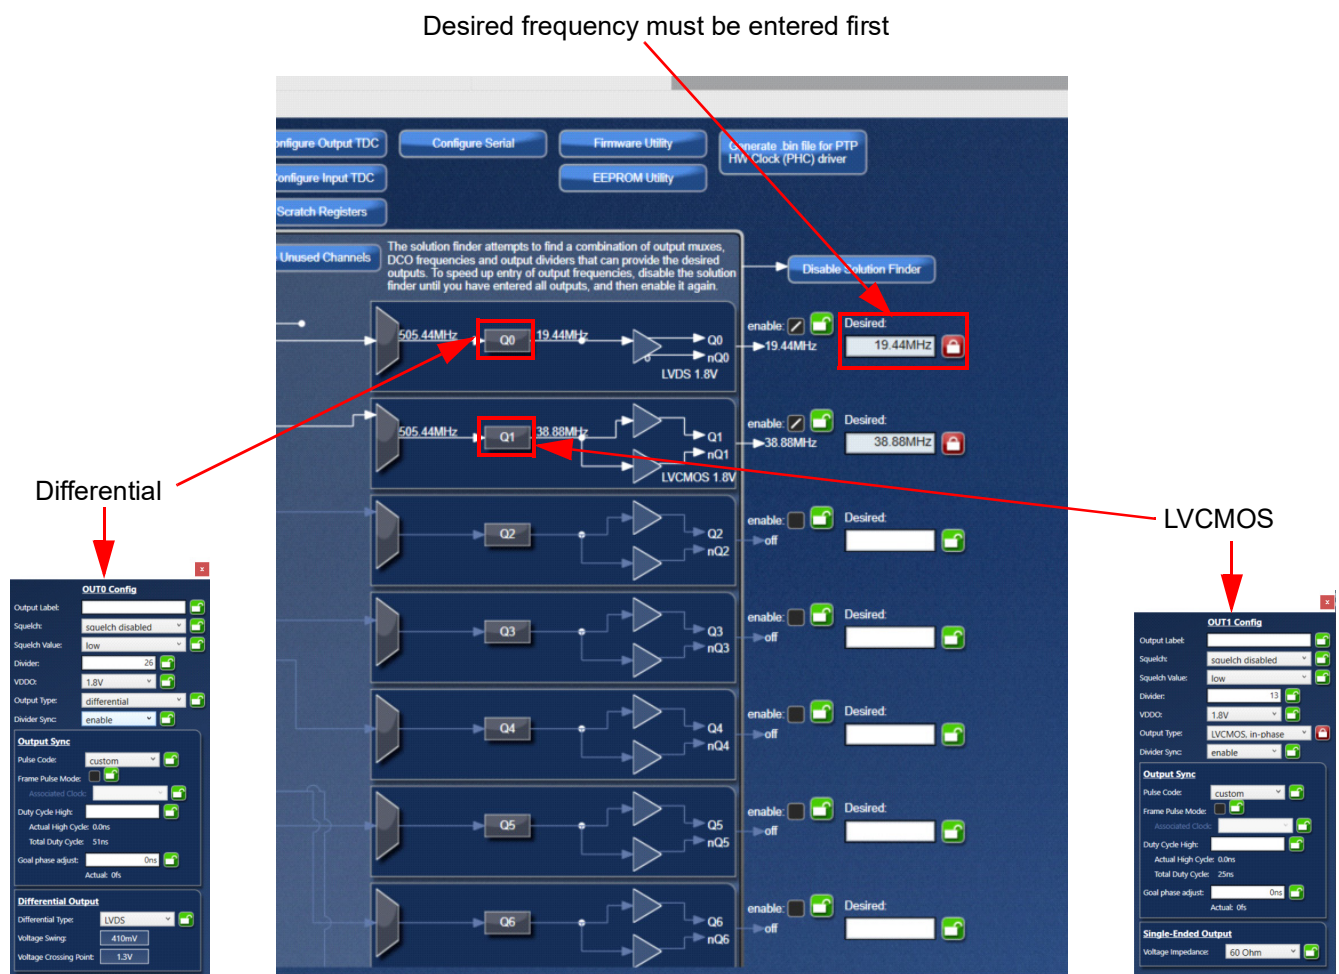 Desired frequency must be entered first
onfigure Output TDC
Configure Serial
Firmware Utility
Generate .bin file for PTP
HW Clock (PHC) driver
onfigure Input TDC
EEPROM Utility
Scratch Registers
Unused Channels
The solution finder attempts to find a combination of output muxes,
DCO frequencies and output dividers that can provide the desired
outputs. To speed up entry of output frequencies, disable the solution
finder until you have entered all outputs, and then enable it again.
Disable Solution Finder
505.44MHz
Q0
19.44MHz
Q0
nQ0
LVDS 1.8V
enable:
19.44MHz
Desired:
19.44MHz
505.44MHz
Q1
38.88MHz
Q1
nQ1
LVCMOS 1.8V
enable:
38.88MHz
Desired:
38.88MHz
Q2
Q2
nQ2
enable:
off
Desired:
Q3
Q3
nQ3
enable:
off
Desired:
Q4
Q4
nQ4
enable:
off
Desired:
Q5
Q5
nQ5
enable:
off
Desired:
Q6
Q6
nQ6
enable:
off
Desired:
Differential
x
OUT0 Config
Output Label:
Squelch: squelch disabled
Squelch Value: low
Divider: 26
VDDO: 1.8V
Output Type: differential
Divider Sync: enable
Output Sync
Pulse Code: custom
Frame Pulse Mode:
Associated Clock:
Duty Cycle High:
Actual High Cycle: 0.0ns
Total Duty Cycle: 51ns
Goal phase adjust: 0ns
Actual: 0fs
Differential Output
Differential Type: LVDS
Voltage Swing: 410mV
Voltage Crossing Point: 1.3V
LVCMOS
x
OUT1 Config
Output Label:
Squelch: squelch disabled
Squelch Value: low
Divider: 13
VDDO: 1.8V
Output Type: LVCMOS, in-phase
Divider Sync: enable
Output Sync
Pulse Code: custom
Frame Pulse Mode:
Associated Clock:
Duty Cycle High:
Actual High Cycle: 0.0ns
Total Duty Cycle: 25ns
Goal phase adjust: 0ns
Actual: 0fs
Single-Ended Output
Voltage Impedance: 60 Ohm